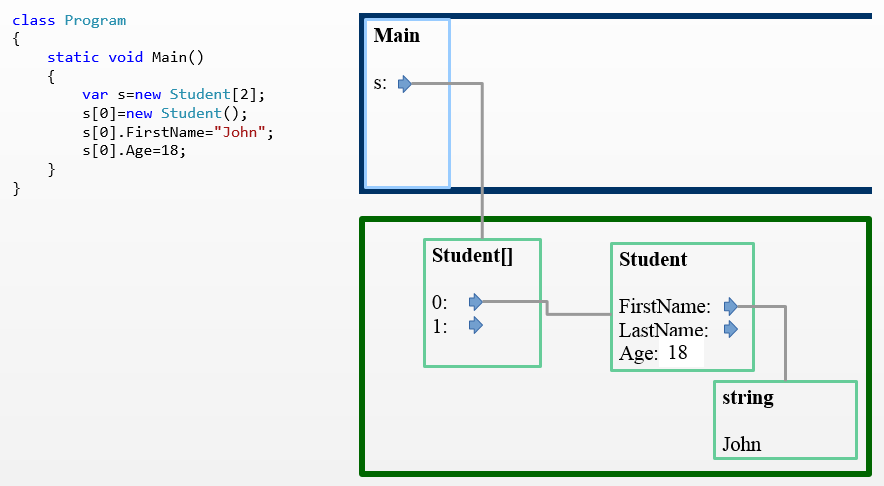 class Program
{
    static void Main()
    {
        var s=new Student[2];
        s[0]=new Student();
        s[0].FirstName="John";
        s[0].Age=18;
    }
}
Main
s:
Student[]
0:
1:
Student
FirstName:
LastName:
Age: 18
string
John